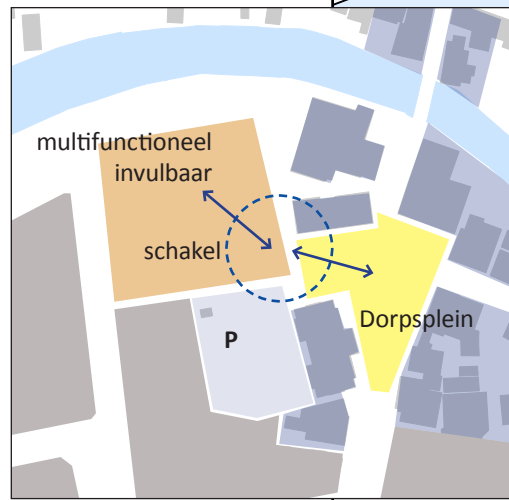 multifunctioneel
invulbaar
schakel
Dorpsplein
P